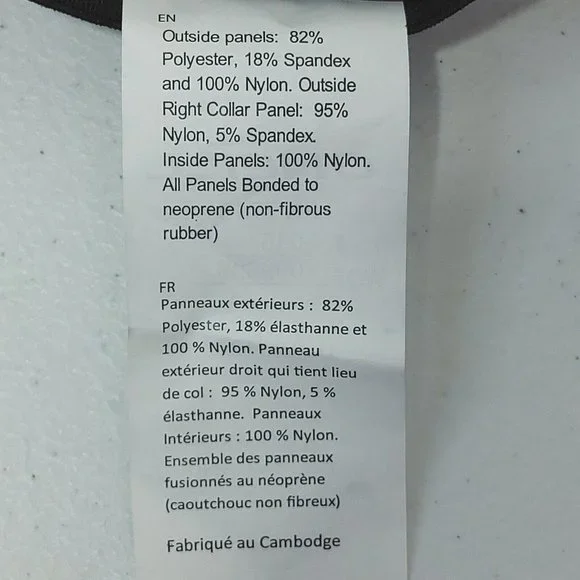 EN
Outside panels: 82%
Polyester, 18% Spandex
and 100% Nylon. Outside
Right Collar Panel: 95%
Nylon, 5% Spandex.
Inside Panels: 100% Nylon.
All Panels Bonded to
neoprene (non-fibrous
rubber)
FR
Panneaux extérieurs : 82%
Polyester, 18% élasthanne et
100 % Nylon. Panneau
extérieur droit qui tient lieu
de col : 95 % Nylon, 5 %
élasthanne. Panneaux
Intérieurs : 100 % Nylon.
Ensemble des panneaux
fusionnés au néoprène
(caoutchouc non fibreux)
Fabriqué au Cambodge